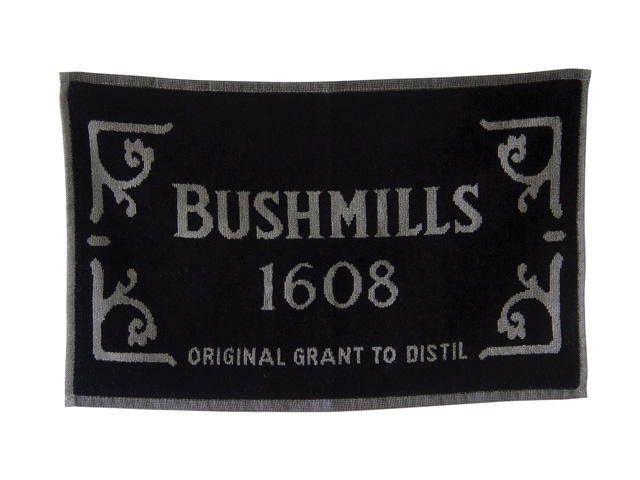 BUSHMILLS
1608
ORIGINAL GRANT TO DISTIL